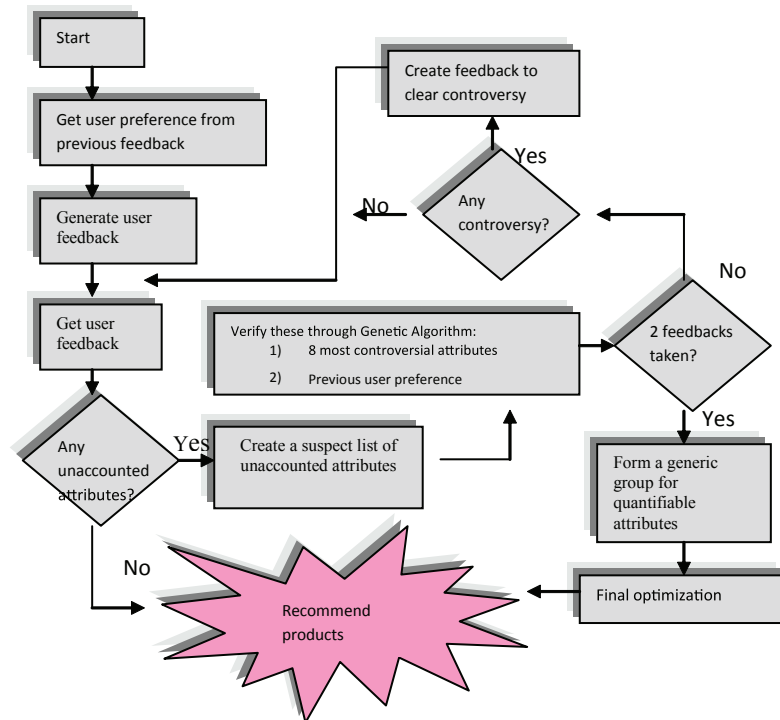 Start
Get user preference from
previous feedback
Generate user
feedback
Get user
feedback
Any
unaccounted
attributes?
Yes
No
Create a suspect list of
unaccounted attributes
Verify these through Genetic Algorithm:
1) 8 most controversial attributes
2) Previous user preference
2 feedbacks
taken?
No
Yes
Any
controversy?
Yes
No
Create feedback to
clear controversy
Form a generic
group for
quantifiable
attributes
Final optimization
Recommend
products